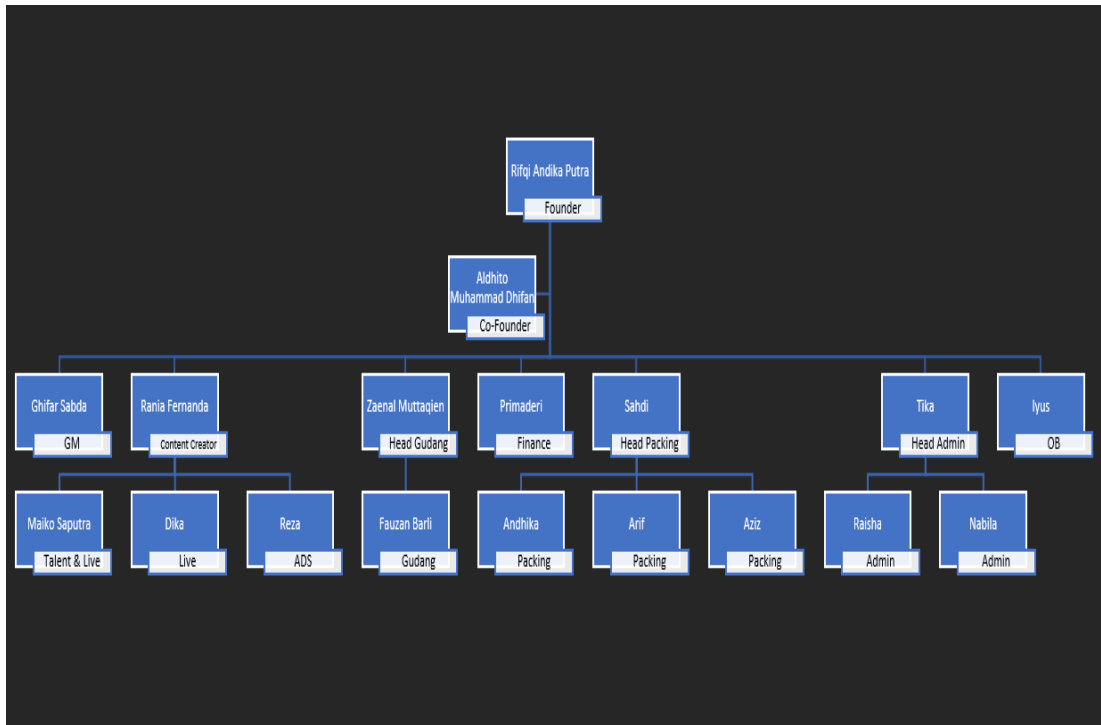 Rifqi Andika Putra
Founder
Aldhito
Muhammad Dhifan
Co-Founder
Ghifar Sabda
GM
Rania Fernanda
Content Creator
Zaenal Muttaqien
Head Gudang
Primaderi
Finance
Sahdi
Head Packing
Tika
Head Admin
Iyus
OB
Maiko Saputra
Talent & Live
Dika
Live
Reza
ADS
Fauzan Barli
Gudang
Andhika
Packing
Arif
Packing
Aziz
Packing
Raisha
Admin
Nabila
Admin